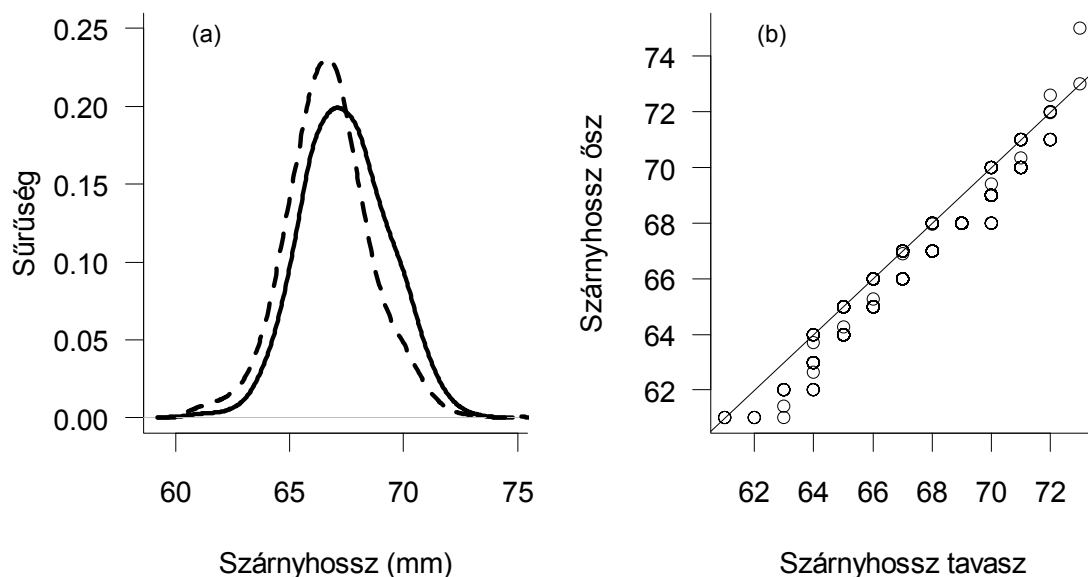 (a)
0.25
0.20
0.15
0.10
0.05
0.00
Sűrűség
60 65 70 75
Szárnyhossz (mm)
(b)
74
72
70
68
66
64
62
Szárnyhossz ősz
62 64 66 68 70 72
Szárnyhossz tavasz